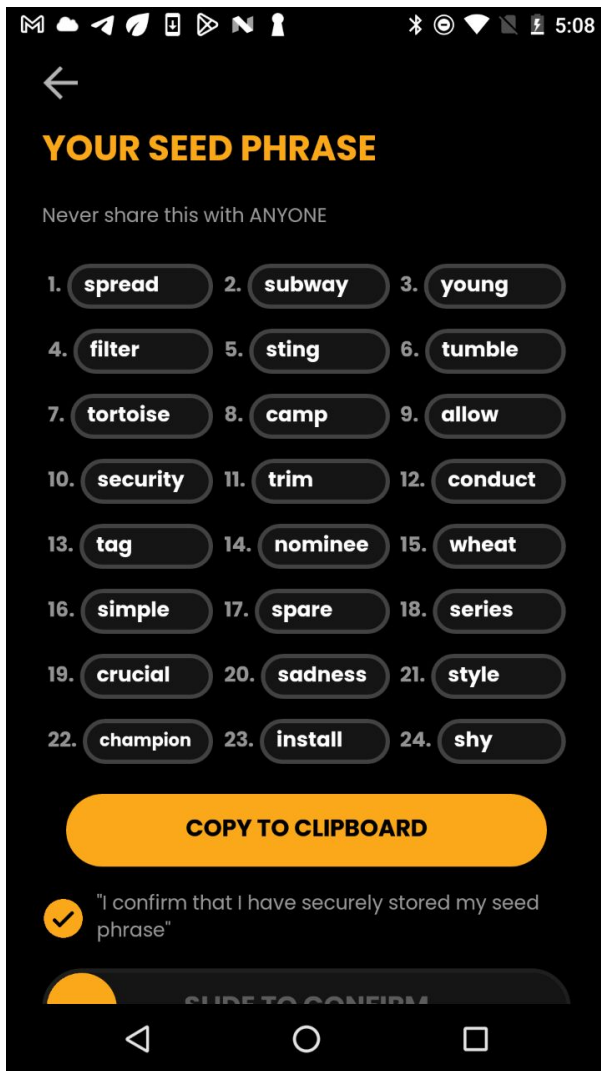 5:08
YOUR SEED PHRASE
Never share this with ANYONE
1. spread 2. subway 3. young
4. filter 5. sting 6. tumble
7. tortoise 8. camp 9. allow
10. security 11. trim 12. conduct
13. tag 14. nominee 15. wheat
16. simple 17. spare 18. series
19. crucial 20. sadness 21. style
22. champion 23. install 24. shy
COPY TO CLIPBOARD
"I confirm that I have securely stored my seed
phrase"
SLIDE TO CONFIRM